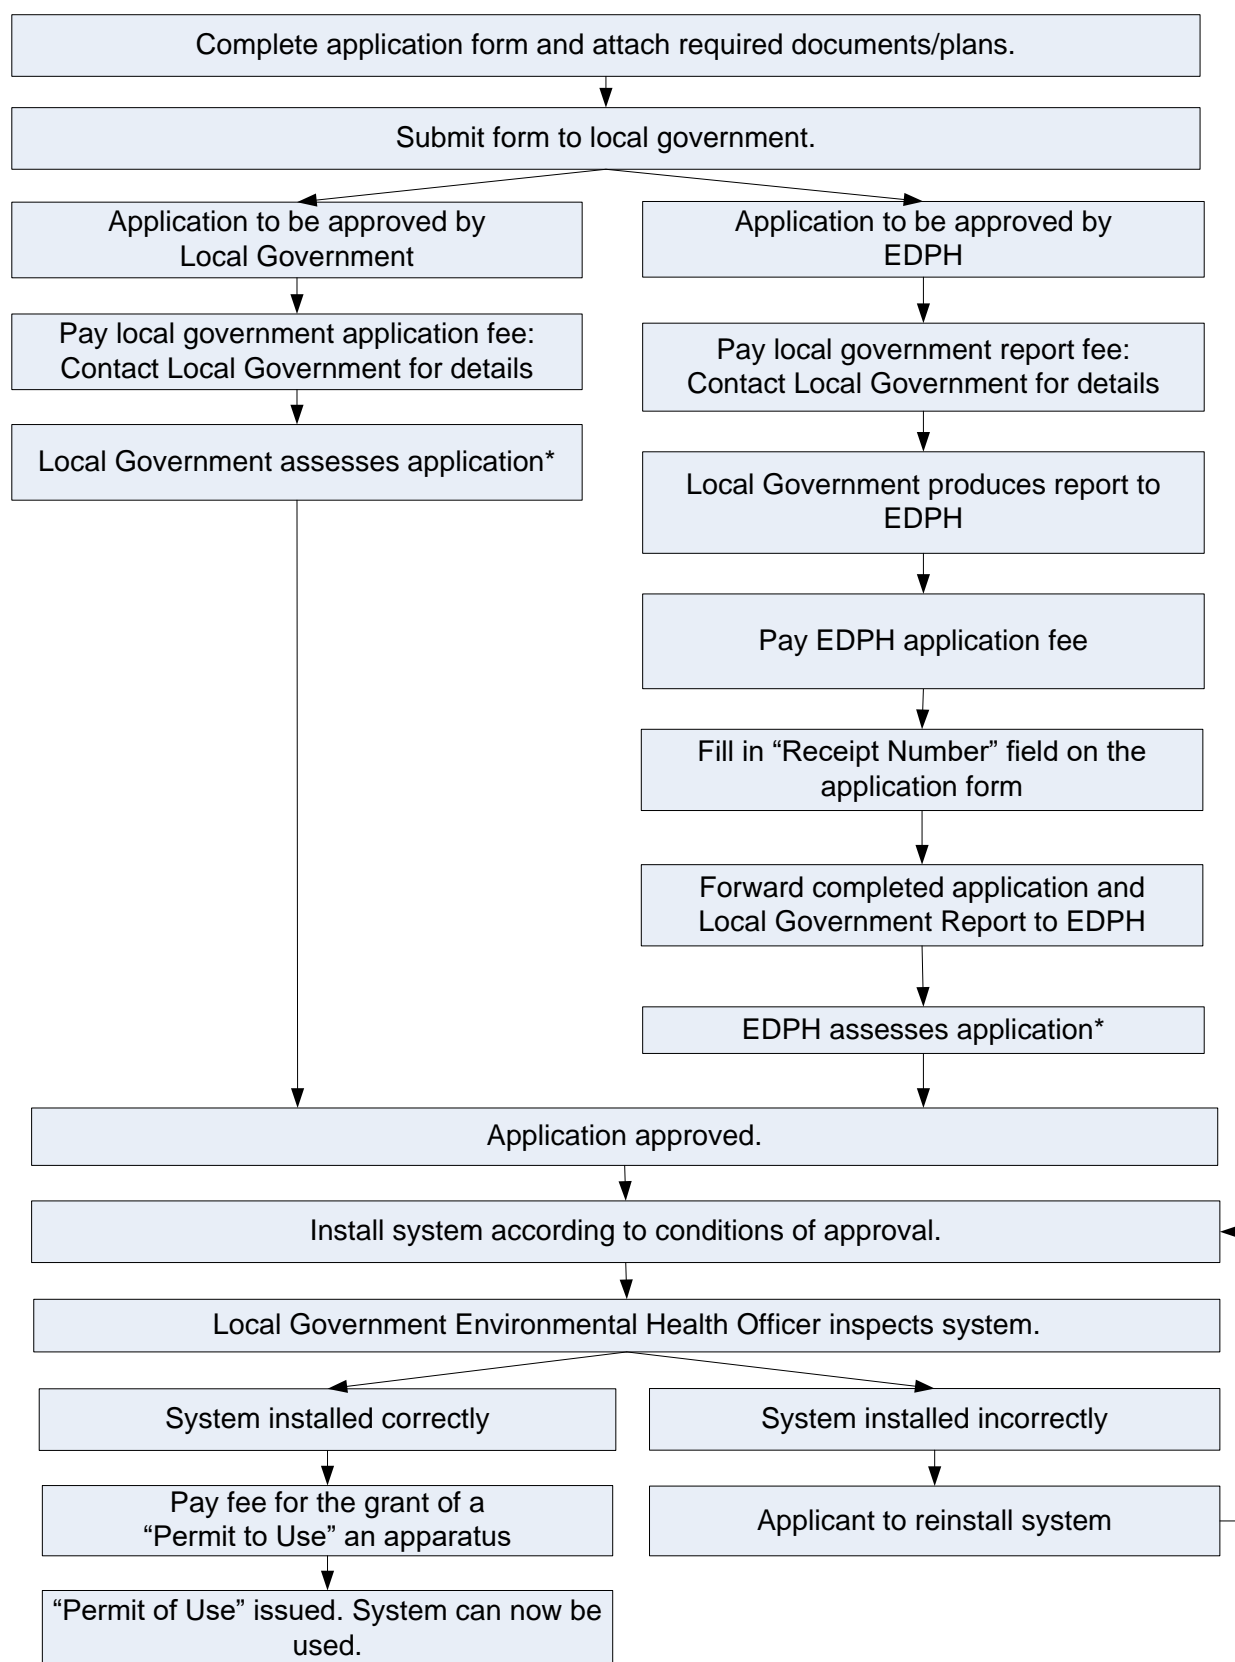 Complete application form and attach required documents/plans.
Submit form to local government.
Application to be approved by
Local Government
Pay local government application fee:
Contact Local Government for details
Local Government assesses application*
Application to be approved by
EDPH
Pay local government report fee:
Contact Local Government for details
Local Government produces report to
EDPH
Pay EDPH application fee
Fill in “Receipt Number” field on the
application form
Forward completed application and
Local Government Report to EDPH
EDPH assesses application*
Application approved.
Install system according to conditions of approval.
Local Government Environmental Health Officer inspects system.
System installed correctly
Pay fee for the grant of a
“Permit to Use” an apparatus
“Permit of Use” issued. System can now be
used.
System installed incorrectly
Applicant to reinstall system